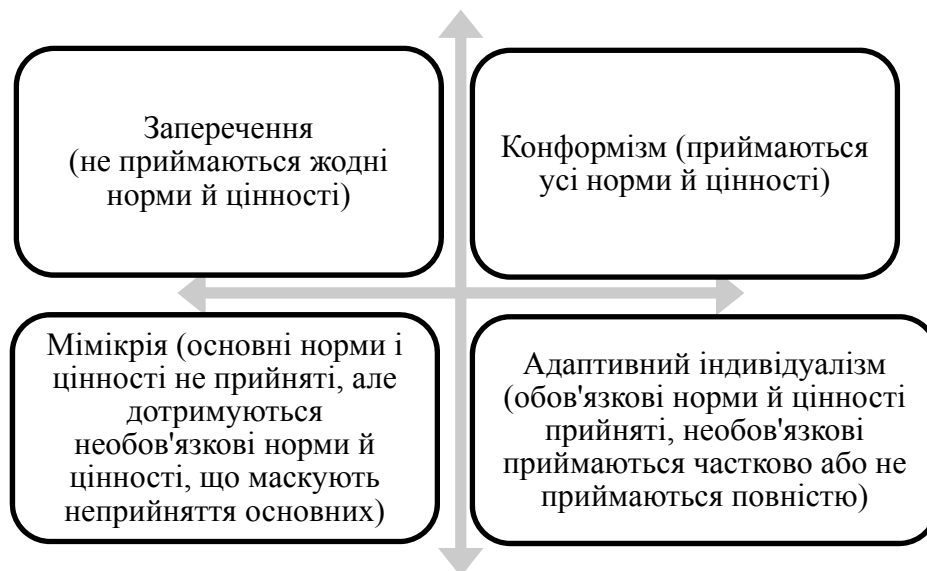 Заперечення
(не приймаються жодні
норми й цінності)
Конформізм (приймаються
усі норми й цінності)
Мімікрія (основні норми і
цінності не прийняті, але
дотримуються
необов'язкові норми й
цінності, що маскують
неприйняття основних)
Адаптивний індивідуалізм
(обов'язкові норми й цінності
прийняті, необов'язкові
приймаються частково або не
приймаються повністю)